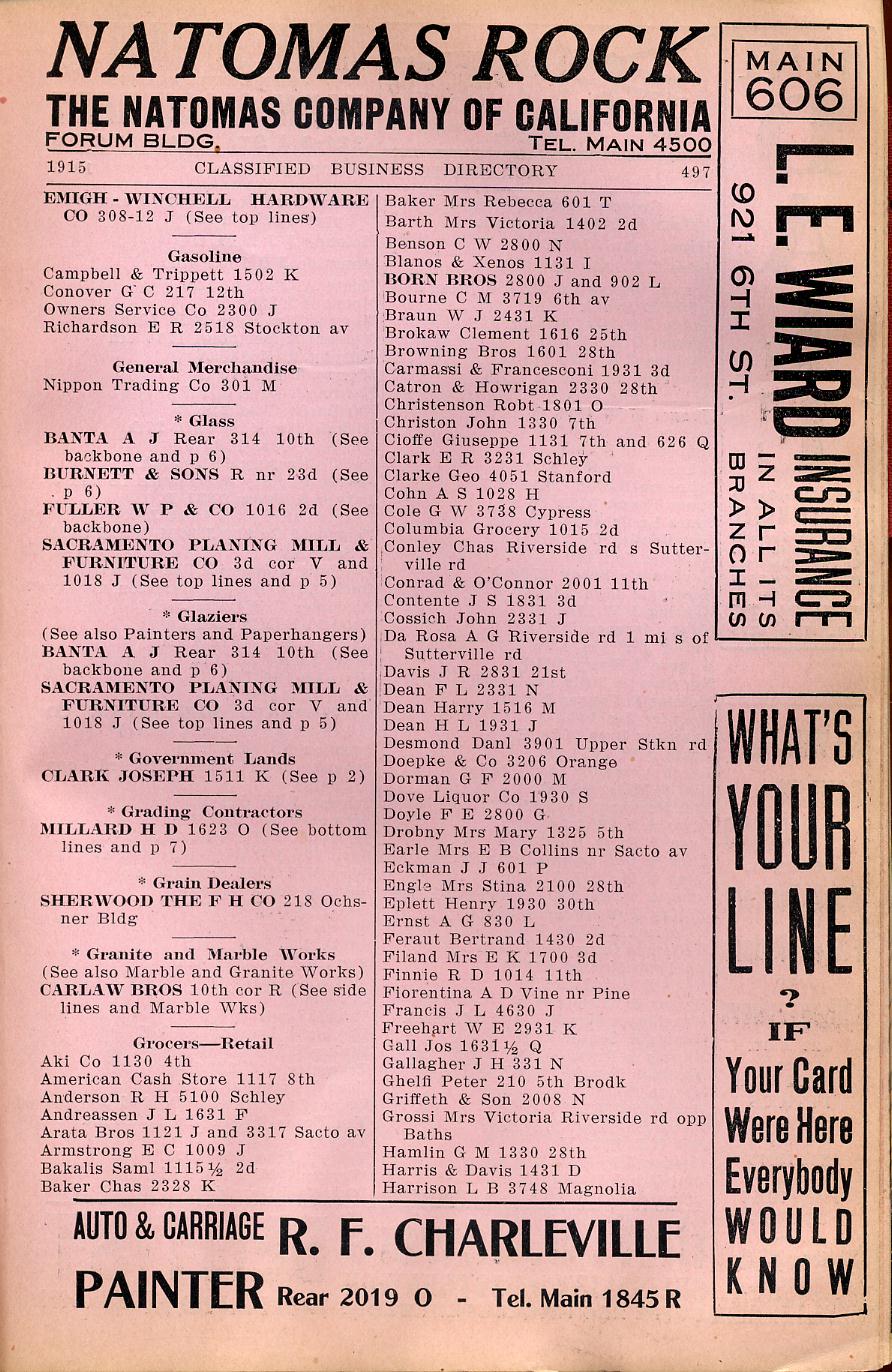 NATOMAS ROCK
THE NATOMAS COMPANY OF CALIFORNIA
FORUM BLDG. TEL. MAIN 4500
1915 CLASSIFIED BUSINESS DIRECTORY 497
EMIGH - WINCHELL HARDWARE
CO 308-12 J (See top lines)
Gasoline
Campbell & Trippett 1502 K
Conover G C 217 12th
Owners Service Co 2300 J
Richardson E R 2518 Stockton av
General Merchandise
Nippon Trading Co 301 M
* Glass
BANTA A J Rear 314 10th (See
backbone and p 6)
BURNETT & SONS R nr 23d (See
p 6)
FULLER W P & CO 1016 2d (See
backbone)
SACRAMENTO PLANING MILL &
FURNITURE CO 3d cor V and
1018 J (See top lines and p 5)
* Glaziers
(See also Painters and Paperhangers)
BANTA A J Rear 314 10th (See
backbone and p 6)
SACRAMENTO PLANING MILL &
FURNITURE CO 3d cor V and
1018 J (See top lines and p 5)
* Government Lands
CLARK JOSEPH 1511 K (See p 2)
* Grading Contractors
MILLARD H D 1623 O (See bottom
lines and p 7)
* Grain Dealers
SHERWOOD THE F H CO 218 Ochs-
ner Bldg
* Granite and Marble Works
(See also Marble and Granite Works)
CARLAW BROS 10th cor R (See side
lines and Marble Wks)
Grocers—Retail
Aki Co 1130 4th
American Cash Store 1117 8th
Anderson R H 5100 Schley
Andreassen J L 1631 F
Arata Bros 1121 J and 3317 Sacto av
Armstrong E C 1009 J
Bakalis Saml 1115½ 2d
Baker Chas 2328 K
Baker Mrs Rebecca 601 T
Barth Mrs Victoria 1402 2d
Benson C W 2800 N
Blanos & Xenos 1131 I
BORN BROS 2800 J and 902 L
Bourne C M 3719 6th av
Braun W J 2431 K
Brokaw Clement 1616 25th
Browning Bros 1601 28th
Carmassi & Francesconi 1931 3d
Catron & Howrigan 2330 28th
Christenson Robt 1801 O
Christon John 1330 7th
Cioffe Giuseppe 1131 7th and 626 Q
Clark E R 3231 Schley
Clarke Geo 4051 Stanford
Cohn A S 1028 H
Cole G W 3738 Cypress
Columbia Grocery 1015 2d
Conley Chas Riverside rd s Sutter-
ville rd
Conrad & O'Connor 2001 11th
Contente J S 1831 3d
Cossich John 2331 J
Da Rosa A G Riverside rd 1 mi s of
Sutterville rd
Davis J R 2831 21st
Dean F L 2331 N
Dean Harry 1516 M
Dean H L 1931 J
Desmond Danl 3901 Upper Stkn rd
Doepke & Co 3206 Orange
Dorman G F 2000 M
Dove Liquor Co 1930 S
Doyle F E 2800 G
Drobny Mrs Mary 1325 5th
Earle Mrs E B Collins nr Sacto av
Eckman J J 601 P
Engle Mrs Stina 2100 28th
Eplett Henry 1930 30th
Ernst A G 830 L
Feraut Bertrand 1430 2d
Filand Mrs E K 1700 3d
Finnie R D 1014 11th
Fiorentina A D Vine nr Pine
Francis J L 4630 J
Freehart W E 2931 K
Gall Jos 1631½ Q
Gallagher J H 331 N
Ghelfi Peter 210 5th Brodk
Griffeth & Son 2008 N
Grossi Mrs Victoria Riverside rd opp
Baths
Hamlin G M 1330 28th
Harris & Davis 1431 D
Harrison L B 3748 Magnolia
MAIN
606
L. E. WIARD INSURANCE
921 6TH ST. IN ALL ITS
BRANCHES
WHAT'S
YOUR
LINE
?
IF
Your Card
Were Here
Everybody
WOULD
KNOW
AUTO & CARRIAGE R. F. CHARLEVILLE
PAINTER Rear 2019 O - Tel. Main 1845 R